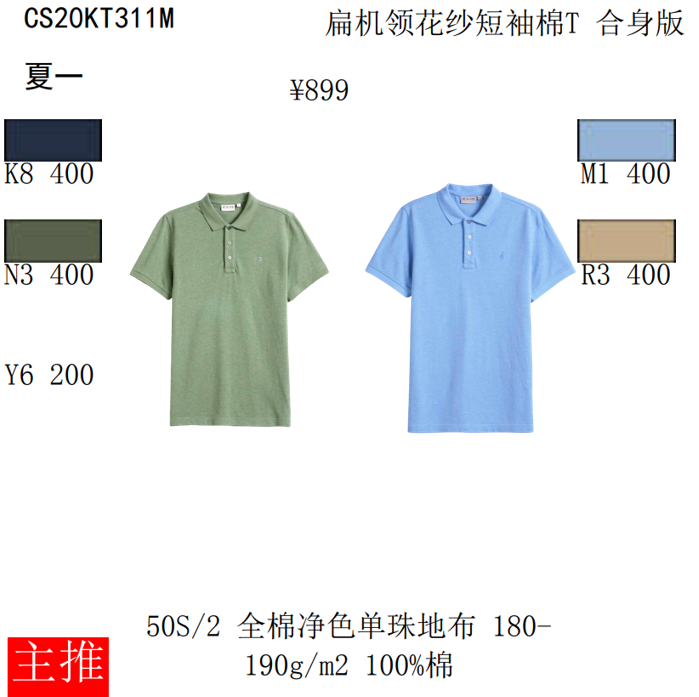 CS20KT311M
扁机领花纱短袖棉T 合身版
夏一
¥899
K8 400
M1 400
N3 400
R3 400
Y6 200
50S/2 全棉净色单珠地布 180-
190g/m2 100%棉
主推